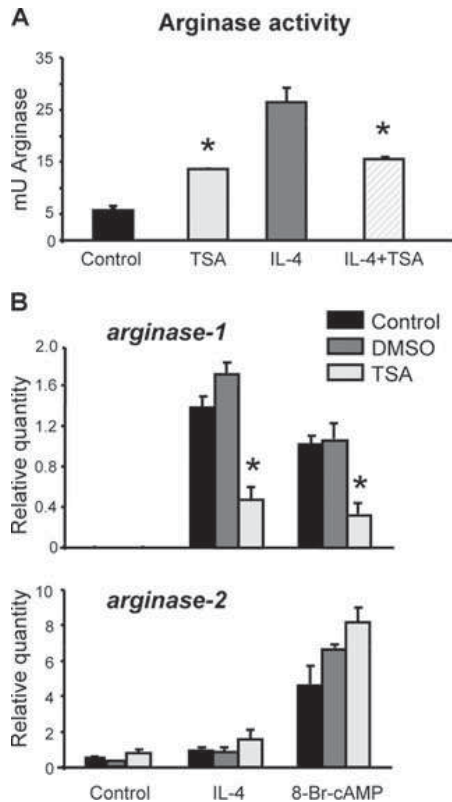 A
Arginase activity
mU Arginase
35
25
15
5
0
*
*
Control TSA IL-4 IL-4+TSA
B
arginase-1
Control
DMSO
TSA
Relative quantity
2.0
1.6
1.2
0.8
0.4
0
*
*
arginase-2
Relative quantity
10
8
6
4
2
0
Control IL-4 8-Br-cAMP